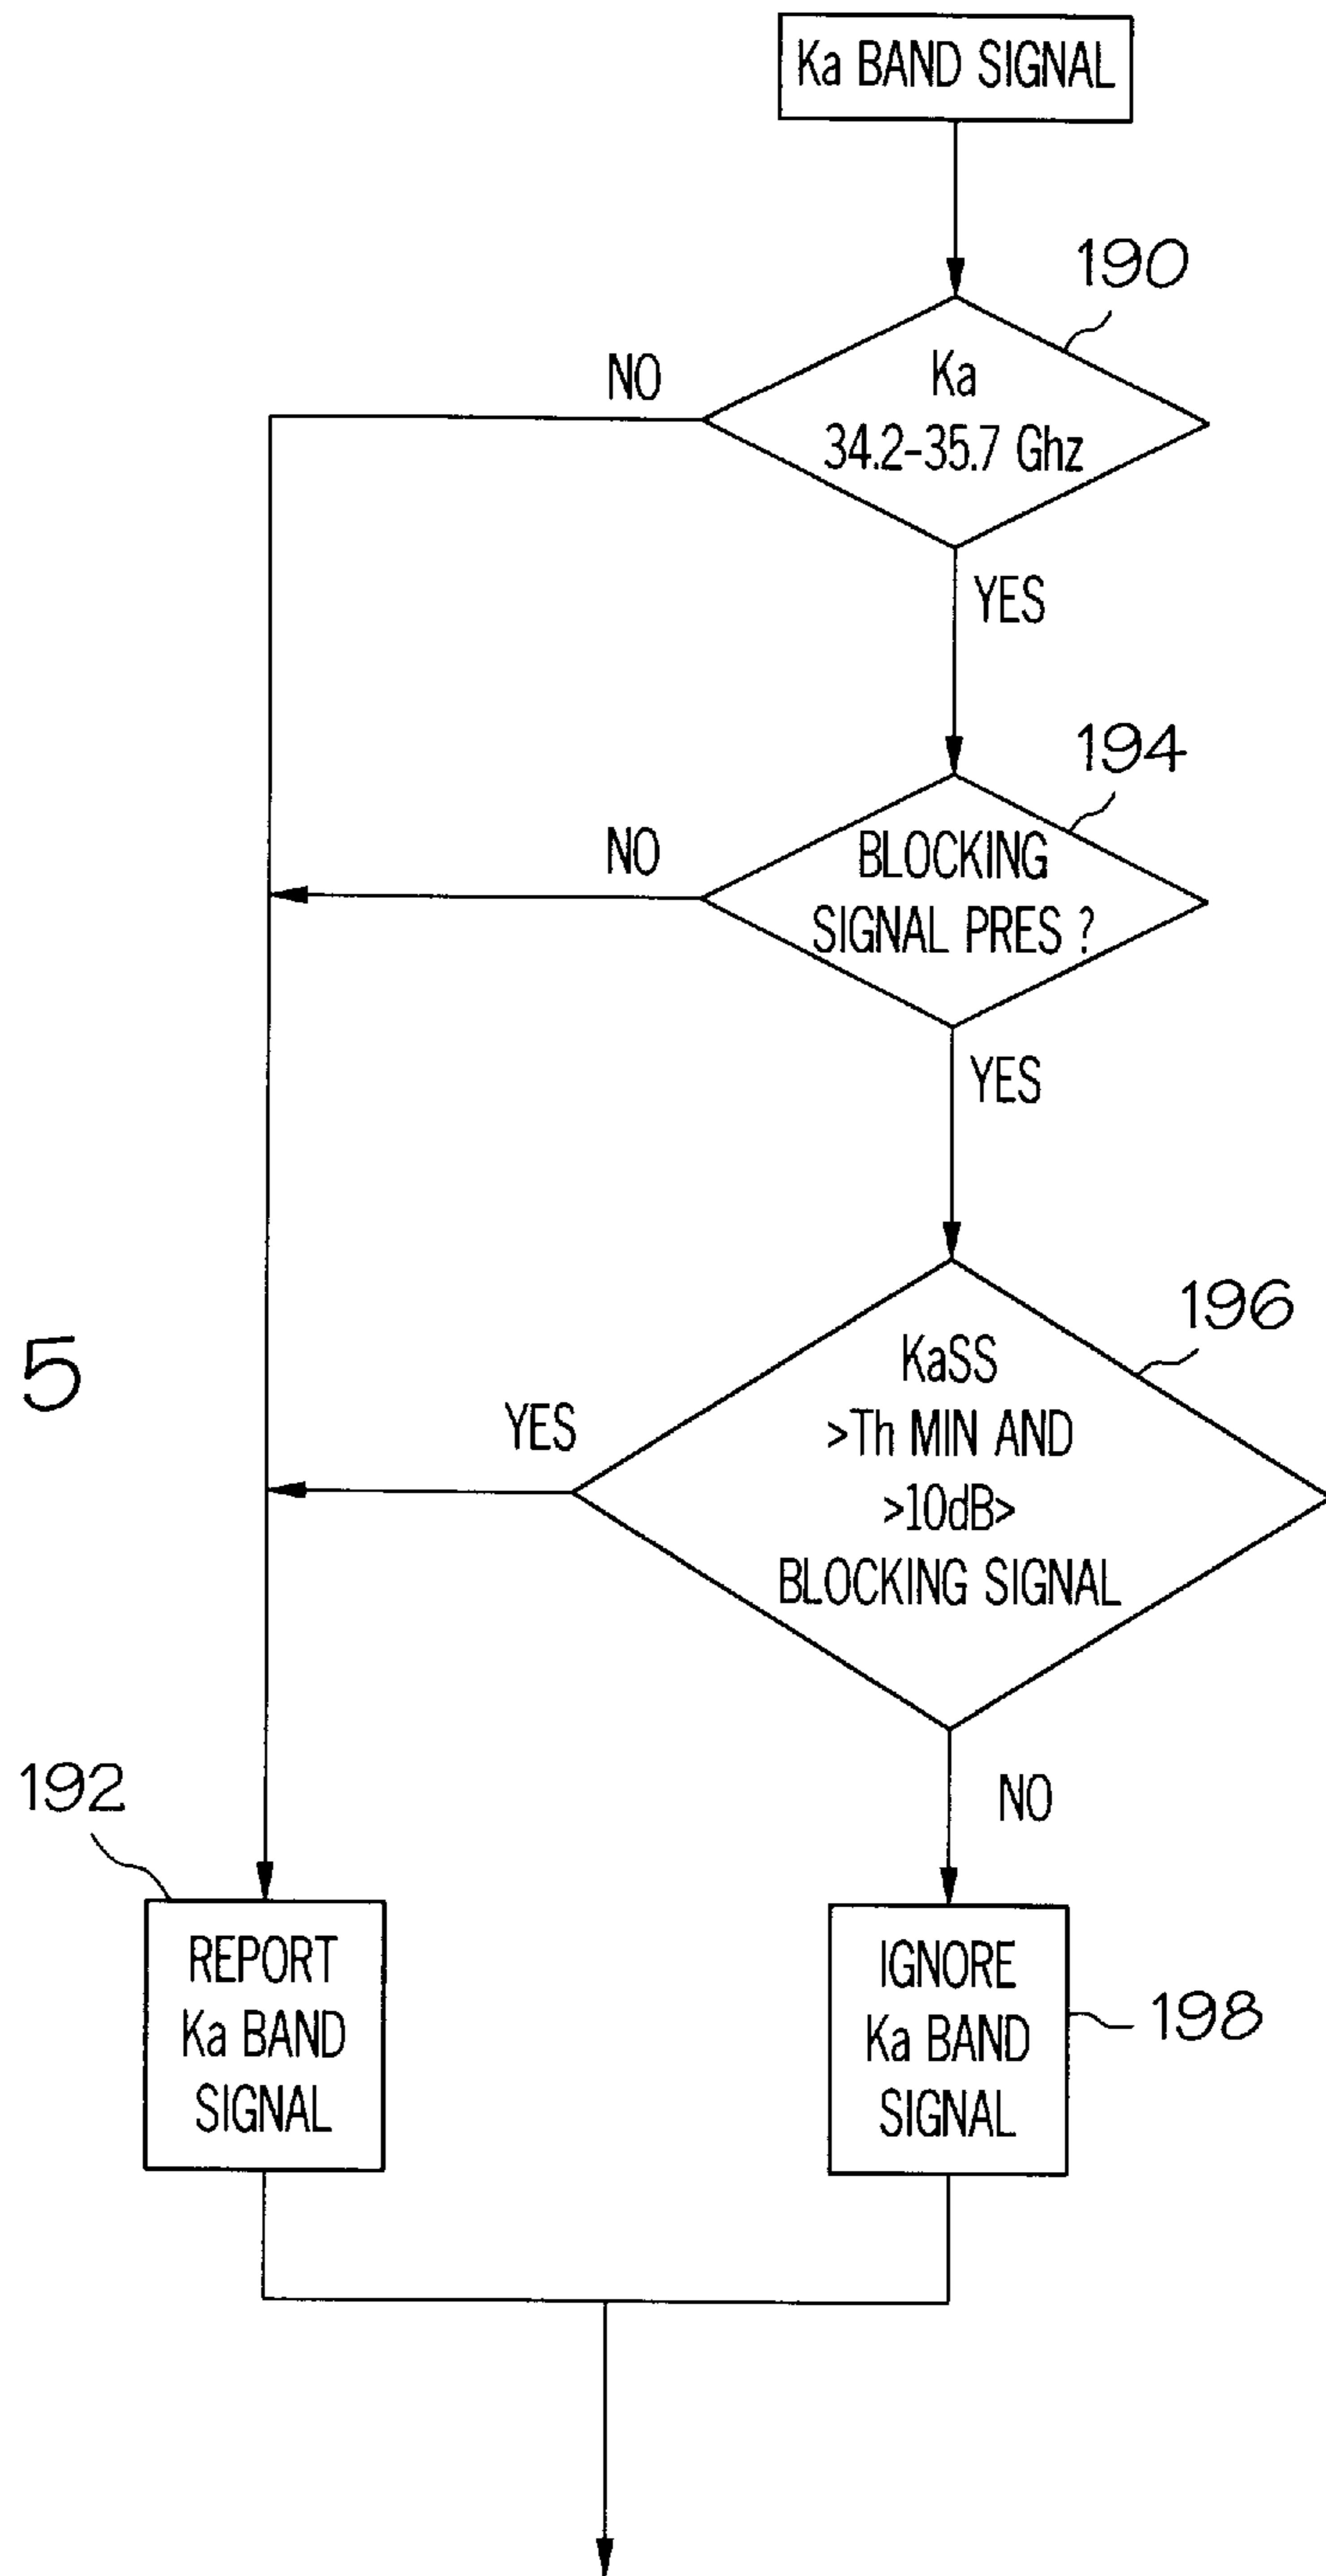 Ka BAND SIGNAL
190
Ka
34.2-35.7 Ghz
NO
YES
194
BLOCKING
SIGNAL PRES ?
NO
YES
196
KaSS
>Th MIN AND
>10dB>
BLOCKING SIGNAL
YES
5
NO
192
REPORT
Ka BAND
SIGNAL
IGNORE
Ka BAND
SIGNAL
198